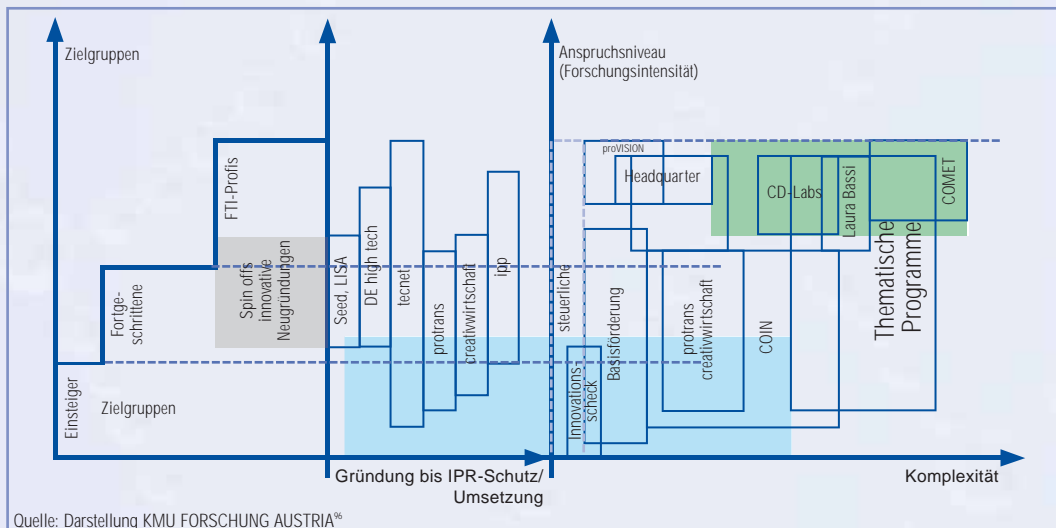 Zielgruppen
Anspruchsniveau
(Forschungsintensität)
FTI-Profis
Fortge-
schrittene
Spin offs
innovative
Neugründungen
Einsteiger
Zielgruppen
Seed, LISA
DE high tech
tecnet
protrans
creativwirtschaft
ipp
steuerliche
proVISION
Headquarter
Innovations-
scheck
Basisförderung
protrans
creativwirtschaft
COIN
CD-Labs
Laura Bassi
Thematische
Programme
COMET
Gründung bis IPR-Schutz/
Umsetzung
Komplexität
Quelle: Darstellung KMU FORSCHUNG AUSTRIA96